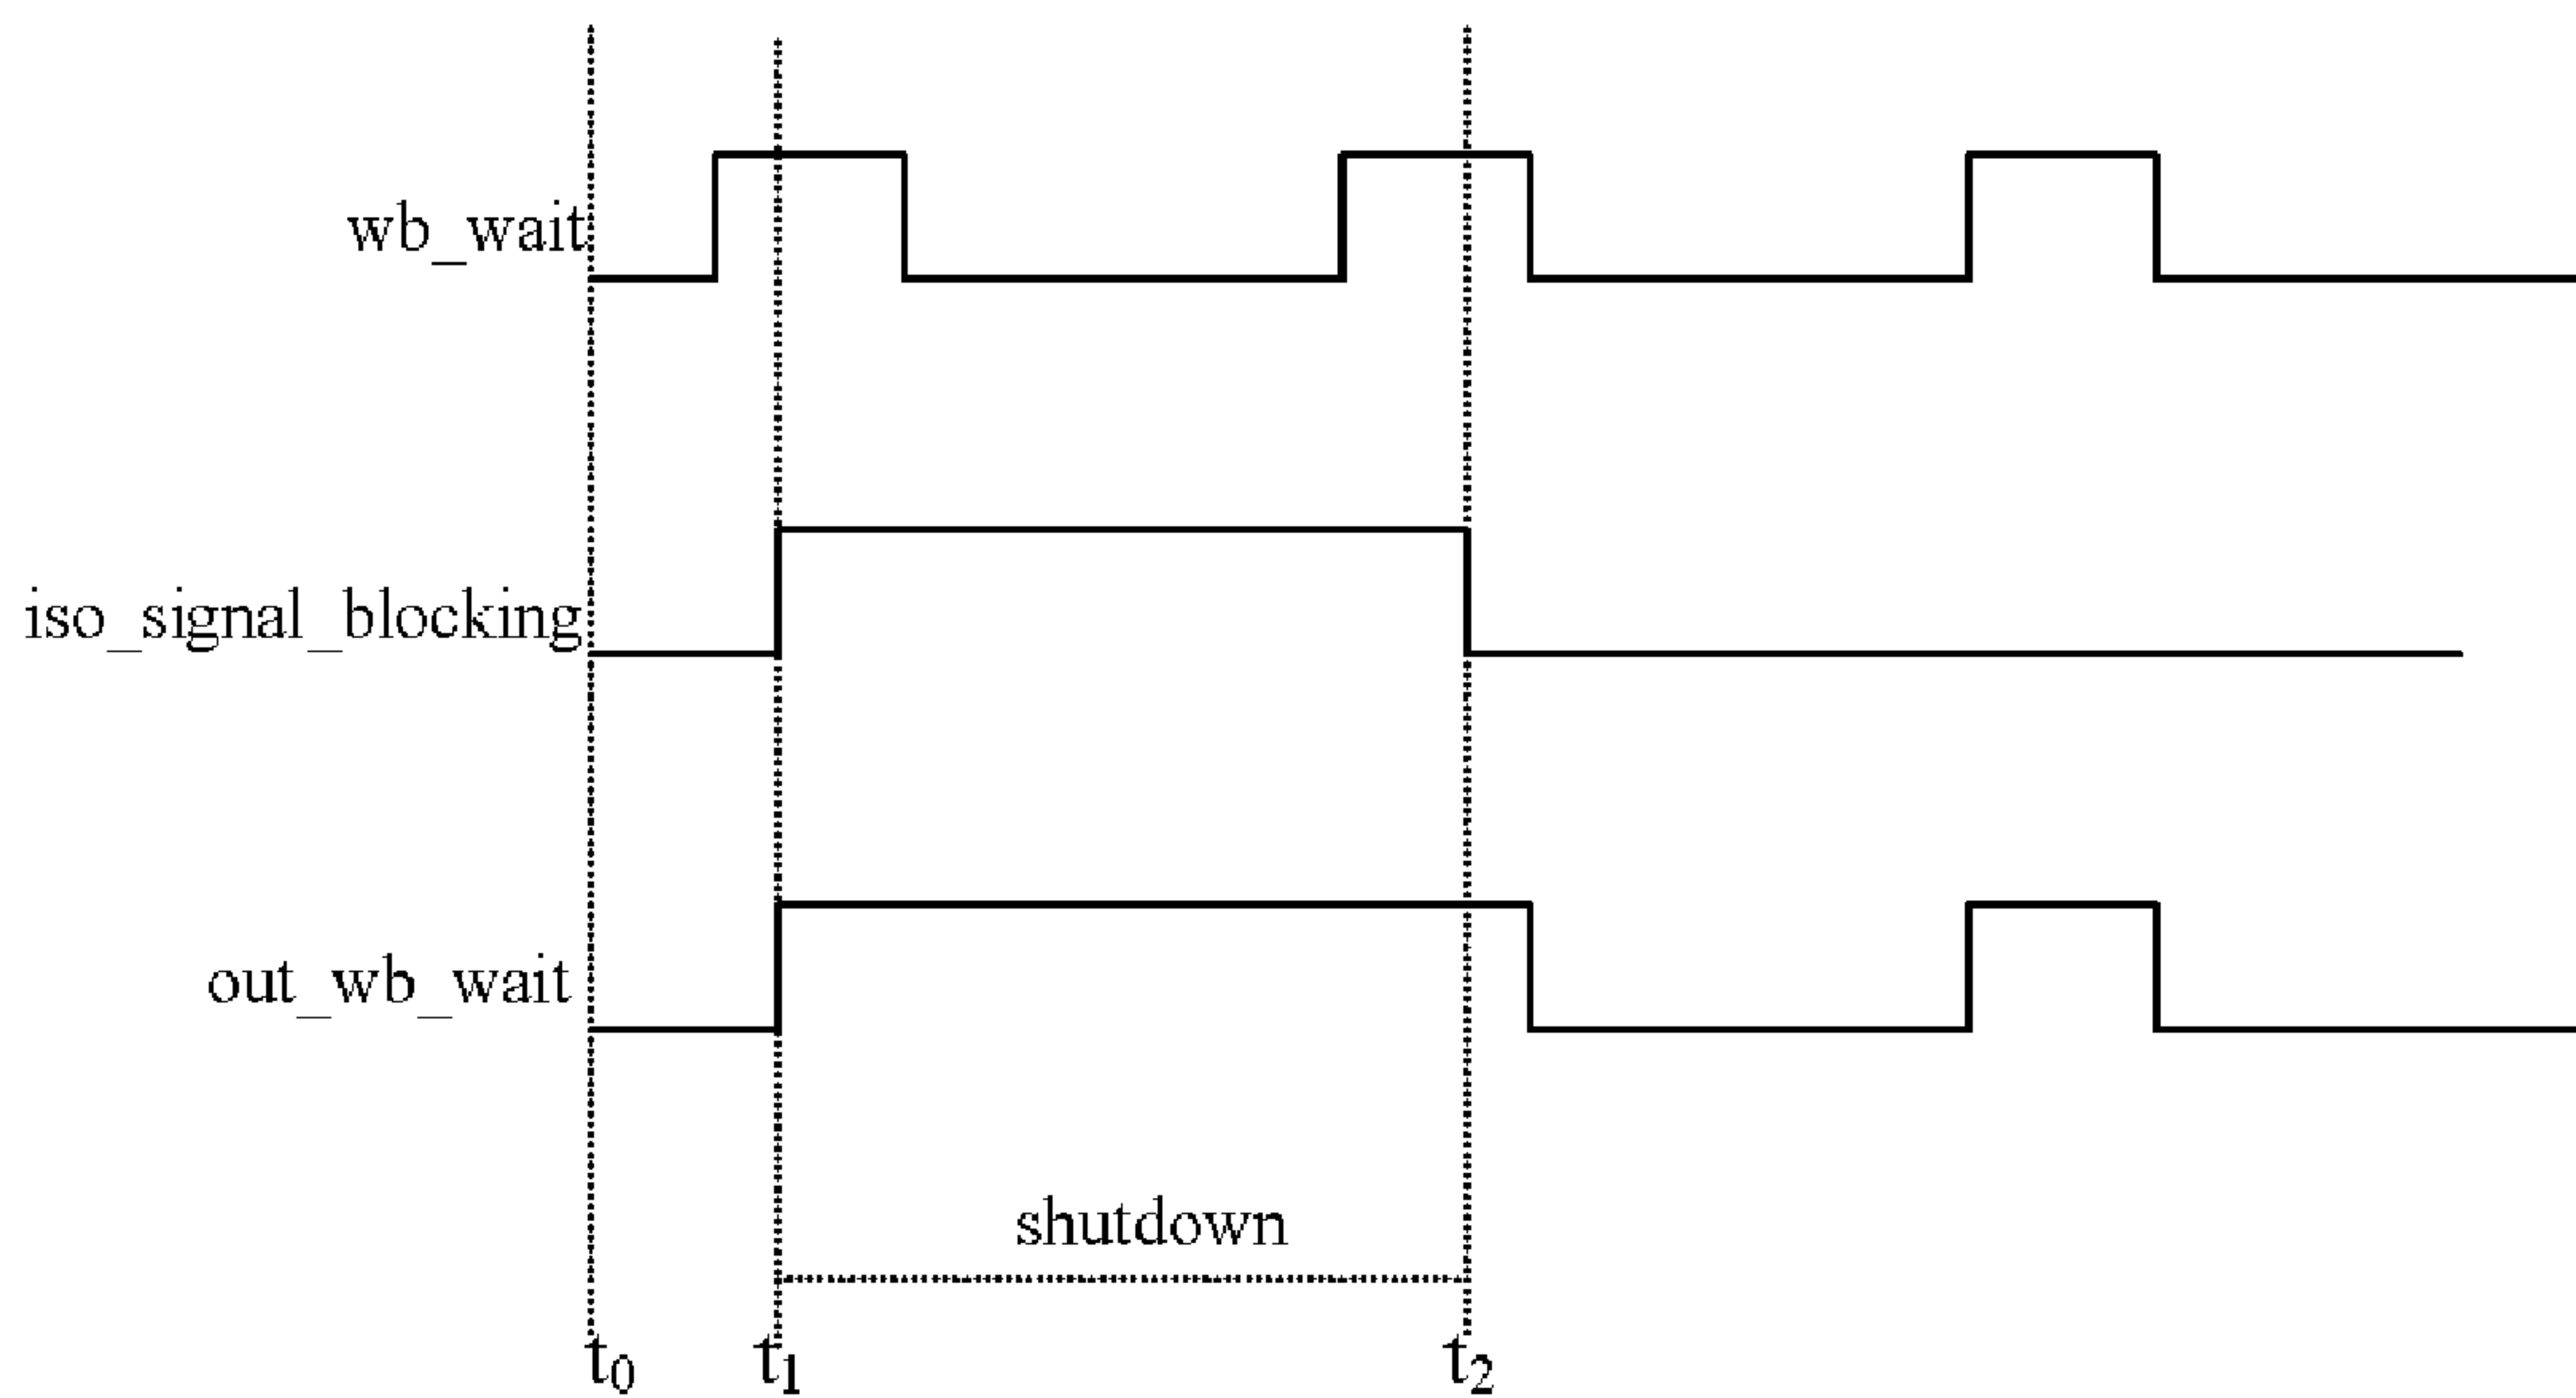 wb_wait
iso_signal_blocking
out_wb_wait
shutdown
t₀ t₁ t₂